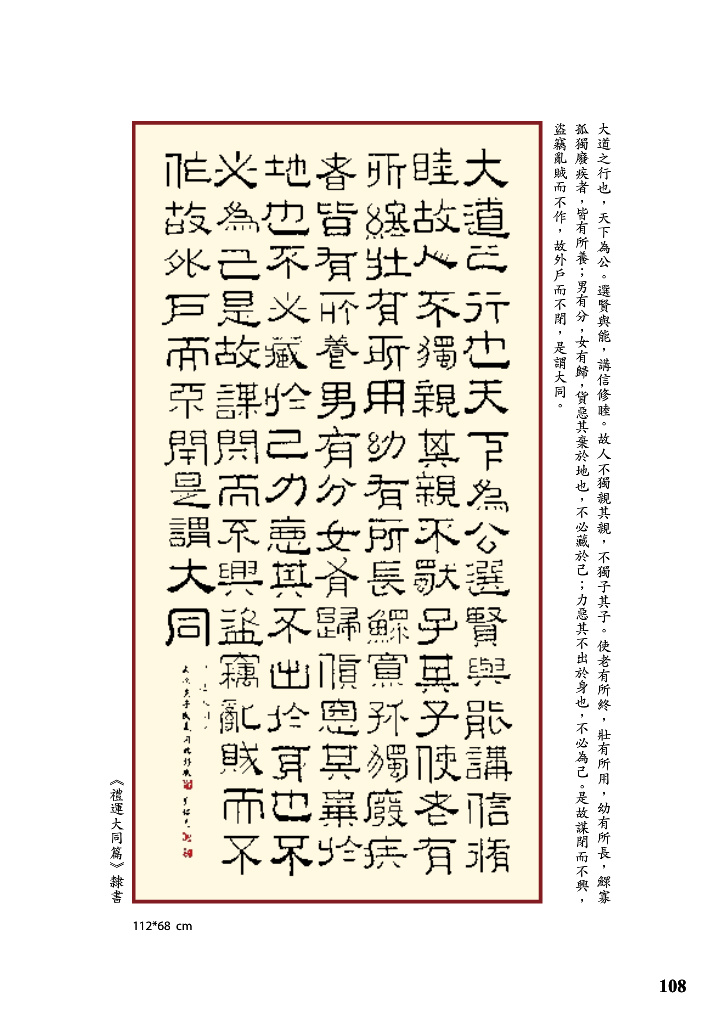 大道之行也，天下為公。選賢與能，講信修睦。故人不獨親其親，不獨子其子。使老有所終，壯有所用，幼有所長，鰥寡
孤獨廢疾者，皆有所養；男有分，女有歸，貨惡其棄於地也，不必藏於己；力惡其不出於身也，不必為己。是故謀閉而不興，
盜竊亂賊而不作，故外戶而不閉，是謂大同。
大道之行也天下為公選賢與能講信脩
睦故人不獨親其親不獨子其子使老有
所終壯有所用幼有所長鰥寡孤獨廢疾
者皆有所養男有分女有歸貨惡其棄於
地也不必藏於己力惡其不出於身也不
必為己是故謀閉而不興盜竊亂賊而不
作故外戶而不閉是謂大同
《禮運大同篇》隸書
112*68 cm
108